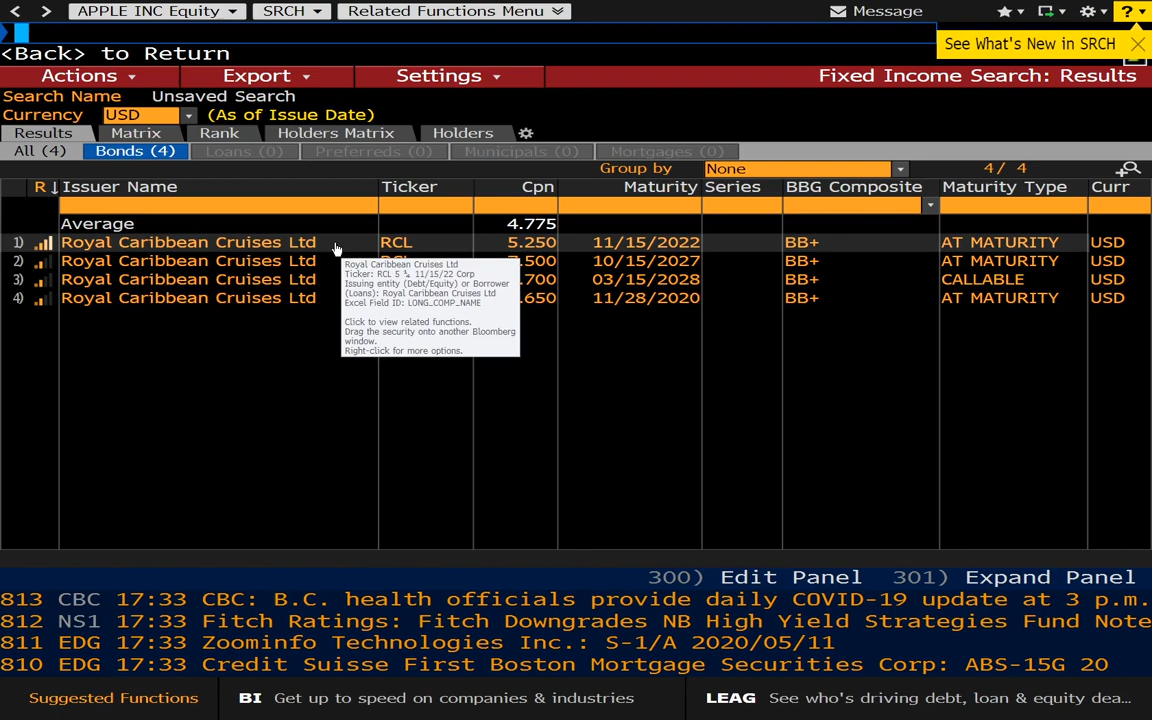 < > APPLE INC Equity SRCH Related Functions Menu Message ?
See What's New in SRCH
<Back> to Return
Actions Export Settings Fixed Income Search: Results
Search Name Unsaved Search
Currency USD (As of Issue Date)
Results Matrix Rank Holders Matrix Holders
All (4) Bonds (4) Loans (0) Preferreds (0) Municipals (0) Mortgages (0)
Group by None 4/ 4
R↓ Issuer Name Ticker Cpn Maturity Series BBG Composite Maturity Type Curr
Average 4.775
1) Royal Caribbean Cruises Ltd RCL 5.250 11/15/2022 BB+ AT MATURITY USD
2) Royal Caribbean Cruises Ltd .500 10/15/2027 BB+ AT MATURITY USD
3) Royal Caribbean Cruises Ltd .700 03/15/2028 BB+ CALLABLE USD
4) Royal Caribbean Cruises Ltd .650 11/28/2020 BB+ AT MATURITY USD
Royal Caribbean Cruises Ltd
Ticker: RCL 5 ¼ 11/15/22 Corp
Issuing entity (Debt/Equity) or Borrower
(Loans): Royal Caribbean Cruises Ltd
Excel Field ID: LONG_COMP_NAME
Click to view related functions.
Drag the security onto another Bloomberg
window.
Right-click for more options.
300) Edit Panel 301) Expand Panel
813 CBC 17:33 CBC: B.C. health officials provide daily COVID-19 update at 3 p.m.
812 NS1 17:33 Fitch Ratings: Fitch Downgrades NB High Yield Strategies Fund Note
811 EDG 17:33 Zoominfo Technologies Inc.: S-1/A 2020/05/11
810 EDG 17:33 Credit Suisse First Boston Mortgage Securities Corp: ABS-15G 20
Suggested Functions BI Get up to speed on companies & industries LEAG See who's driving debt, loan & equity dea...